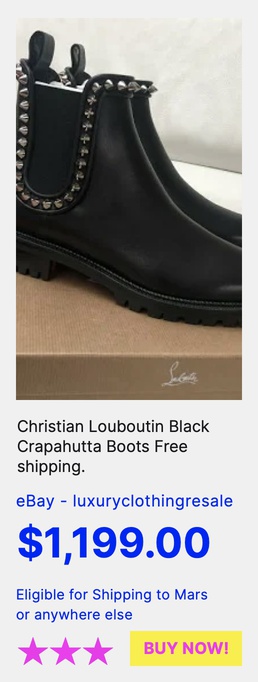 Louboutin
Christian Louboutin Black
Crapahutta Boots Free
shipping.
eBay - luxuryclothingresale
$1,199.00
Eligible for Shipping to Mars
or anywhere else
BUY NOW!